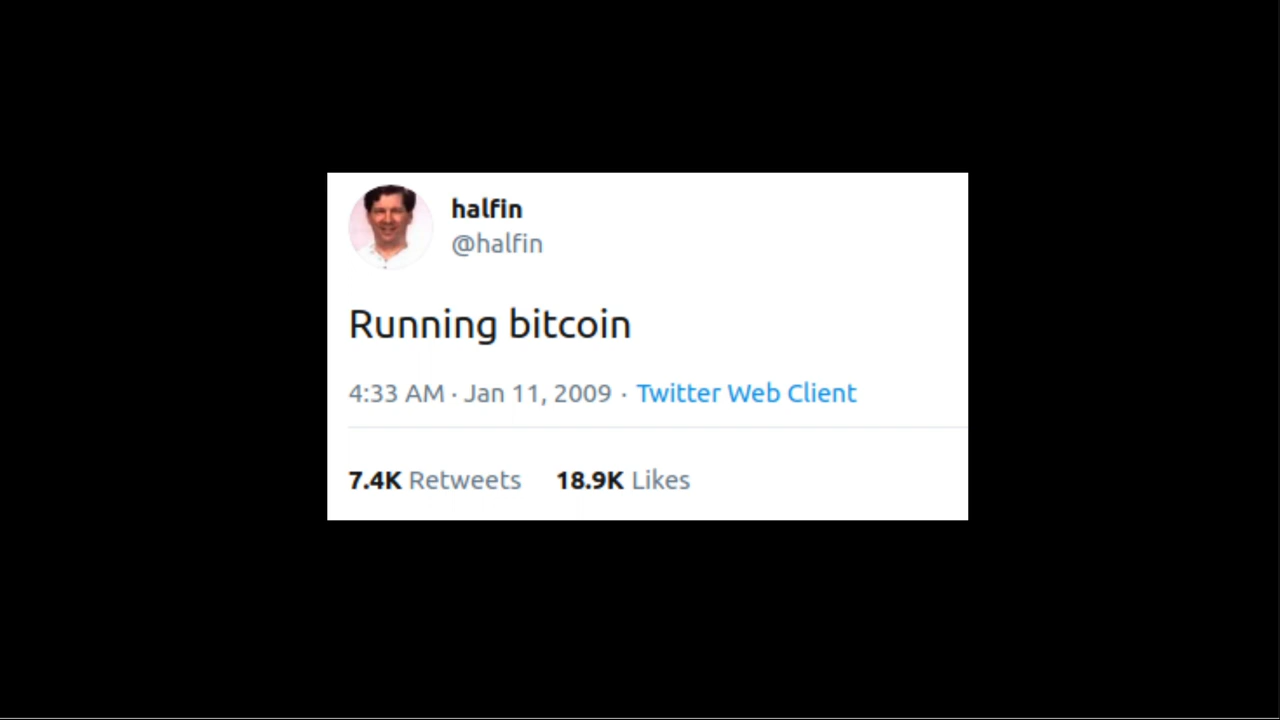 halfin
@halfin
Running bitcoin
4:33 AM · Jan 11, 2009 · Twitter Web Client
7.4K Retweets 18.9K Likes